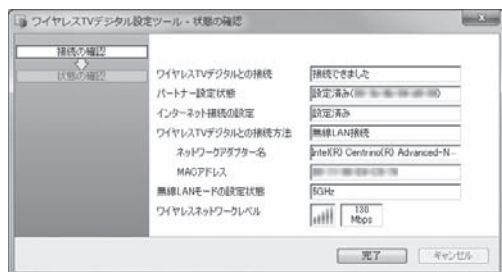 ワイヤレスTVデジタル設定ツール - 状態の確認
接続の確認
状態の確認
ワイヤレスTVデジタルとの接続
接続できました
パートナー設定状態
設定済み(
インターネット接続の設定
設定済み
ワイヤレスTVデジタルとの接続方法
無線LAN接続
ネットワークアダプター名
Intel(R) Centrino(R) Advanced-N
MACアドレス
無線LANモードの設定状態
5GHz
ワイヤレスネットワークレベル
130
Mbps
完了
キャンセル